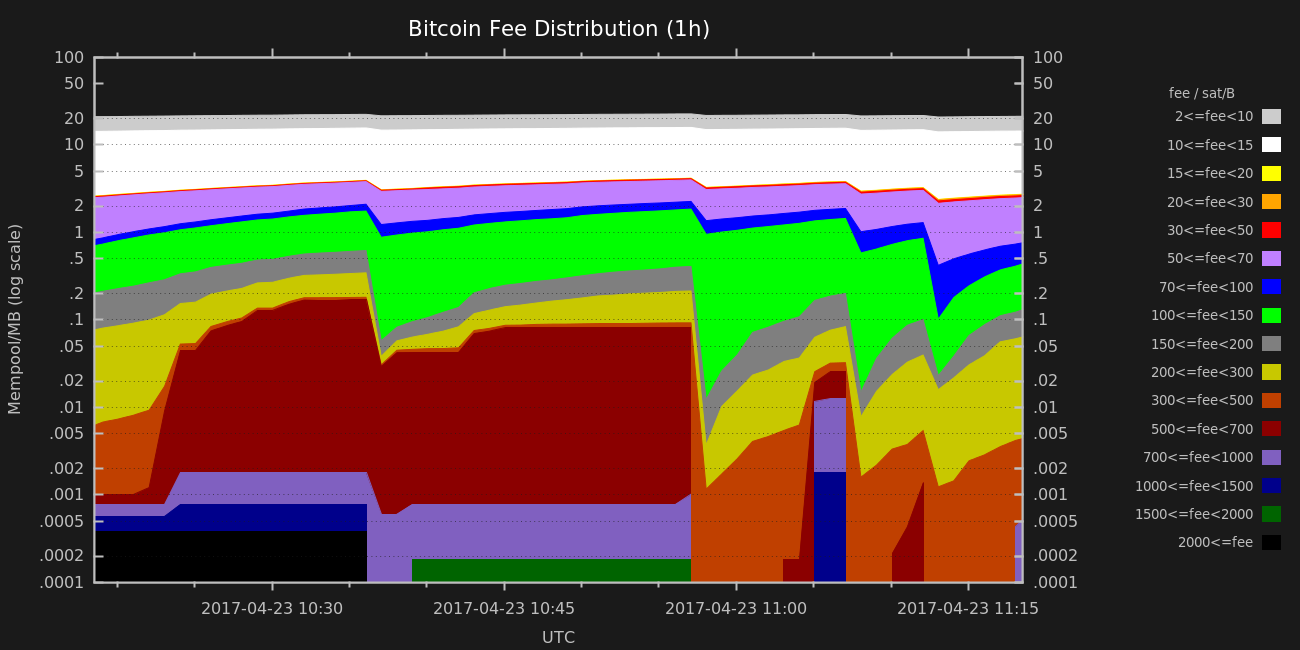 Bitcoin Fee Distribution (1h)
Mempool/MB (log scale)
100
50
20
10
5
2
1
.5
.2
.1
.05
.02
.01
.005
.002
.001
.0005
.0002
.0001
100
50
20
10
5
2
1
.5
.2
.1
.05
.02
.01
.005
.002
.001
.0005
.0002
.0001
2017-04-23 10:30
2017-04-23 10:45
2017-04-23 11:00
2017-04-23 11:15
UTC
fee / sat/B
2<=fee<10
10<=fee<15
15<=fee<20
20<=fee<30
30<=fee<50
50<=fee<70
70<=fee<100
100<=fee<150
150<=fee<200
200<=fee<300
300<=fee<500
500<=fee<700
700<=fee<1000
1000<=fee<1500
1500<=fee<2000
2000<=fee